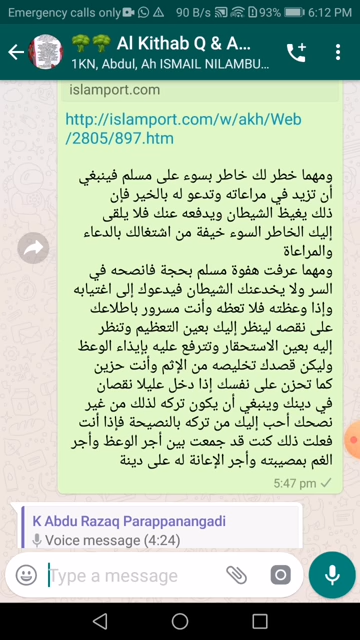 Emergency calls only 90 B/s 93% 6:12 PM
Al Kithab Q & A...
1KN, Abdul, Ah ISMAIL NILAMBU...
islamport.com
http://islamport.com/w/akh/Web
/2805/897.htm
ومهما خطر لك خاطر بسوء على مسلم فينبغي
أن تزيد في مراعاته وتدعو له بالخير فإن
ذلك يغيظ الشيطان ويدفعه عنك فلا يلقى
إليك الخاطر السوء خيفة من اشتغالك بالدعاء
والمراعاة
ومهما عرفت هفوة مسلم بحجة فانصحه في
السر ولا يخدعنك الشيطان فيدعوك إلى اغتيابه
وإذا وعظته فلا تعظه وأنت مسرور باطلاعك
على نقصه لينظر إليك بعين التعظيم وتنظر
إليه بعين الاستحقار وتترفع عليه بإيذاء الوعظ
وليكن قصدك تخليصه من الإثم وأنت حزين
كما تحزن على نفسك إذا دخل عليلا نقصان
في دينك وينبغي أن يكون تركه لذلك من غير
نصحك أحب إليك من تركه بالنصيحة فإذا أنت
فعلت ذلك كنت قد جمعت بين أجر الوعظ وأجر
الغم بمصيبته وأجر الإعانة له على دينة
5:47 pm
K Abdu Razaq Parappanangadi
Voice message (4:24)
Type a message